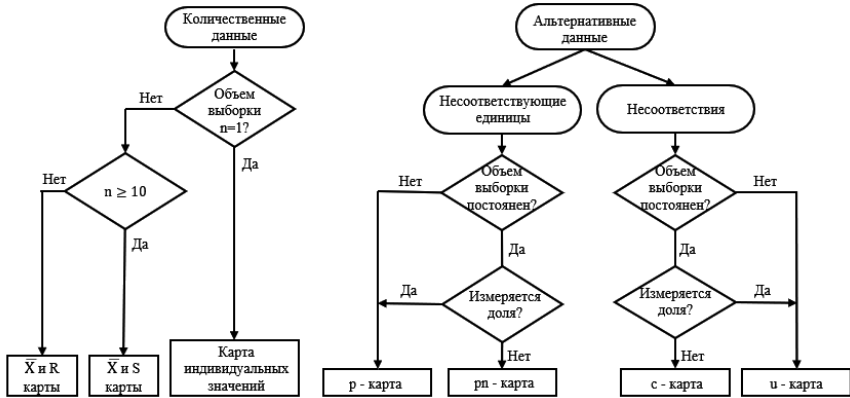 Количественные
данные
Объем
выборки
n=1?
Нет
Да
n ≥ 10
Нет
Да
X̿ и R
карты
X̿ и S
карты
Карта
индивидуальных
значений
Альтернативные
данные
Несоответствующие
единицы
Несоответствия
Объем
выборки
постоянен?
Нет
Да
Измеряется
доля?
Да
Нет
p - карта
pn - карта
Объем
выборки
постоянен?
Нет
Да
Измеряется
доля?
Да
Нет
c - карта
u - карта